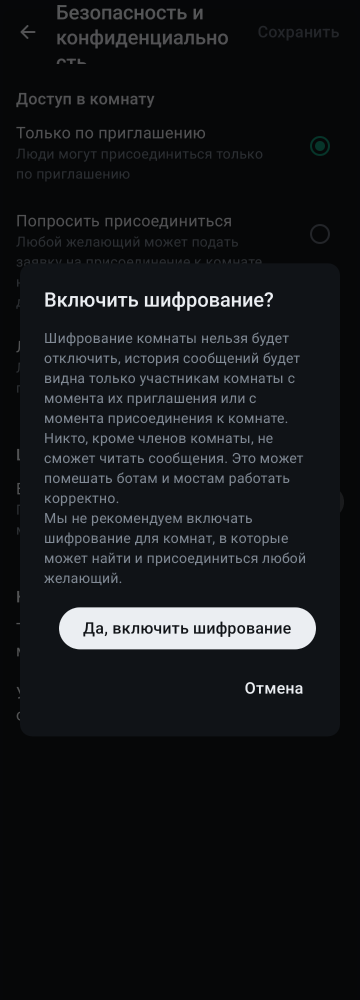 Безопасность и
конфиденциально
сть
Сохранить
Доступ в комнату
Только по приглашению
Люди могут присоединиться только
по приглашению
Попросить присоединиться
Любой желающий может подать
заявку на присоединение к комнате,
Включить шифрование?
Шифрование комнаты нельзя будет
отключить, история сообщений будет
видна только участникам комнаты с
момента их приглашения или с
момента присоединения к комнате.
Никто, кроме членов комнаты, не
сможет читать сообщения. Это может
помешать ботам и мостам работать
корректно.
Мы не рекомендуем включать
шифрование для комнат, в которые
может найти и присоединиться любой
желающий.
Да, включить шифрование
Отмена